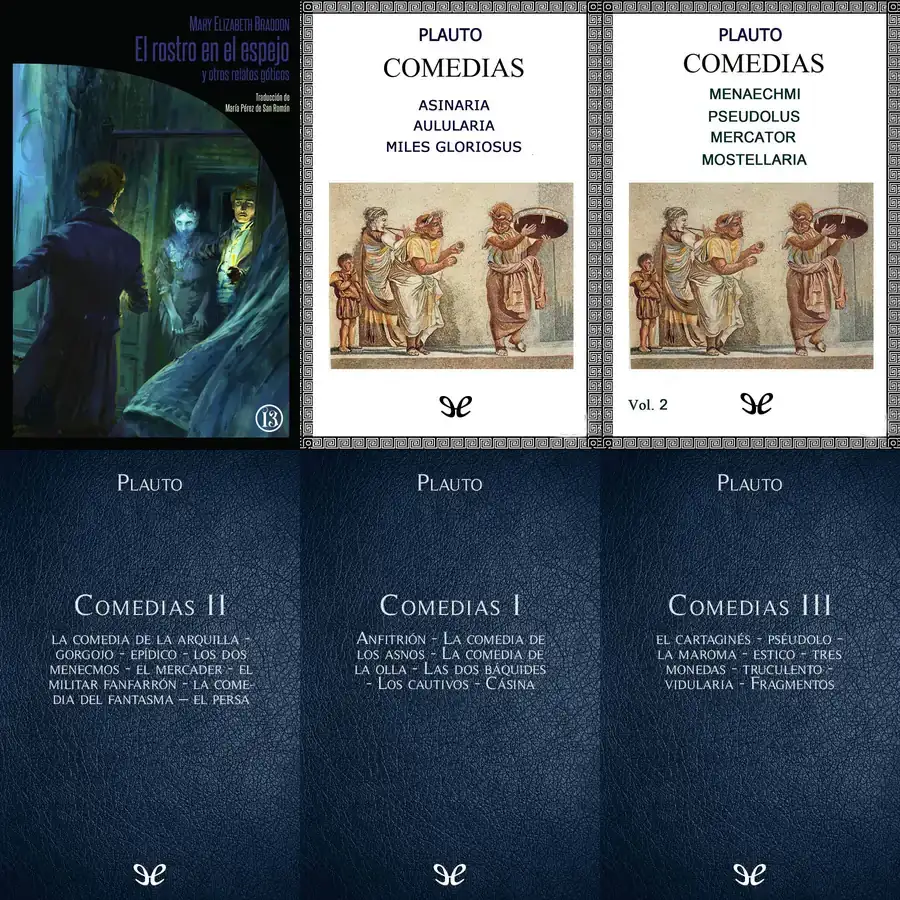 MARY ELIZABETH BRADDON
El rostro en el espejo
y otros relatos góticos
Traducción de
María Pérez de San Román
13
PLAUTO
COMEDIAS
ASINARIA
AULULARIA
MILES GLORIOSUS
PLAUTO
COMEDIAS
MENAECHMI
PSEUDOLUS
MERCATOR
MOSTELLARIA
Vol. 2
PLAUTO
COMEDIAS II
LA COMEDIA DE LA ARQUILLA -
GORGOJO - EPÍDICO - LOS DOS
MENECMOS - EL MERCADER - EL
MILITAR FANFARRÓN - LA COME-
DIA DEL FANTASMA – EL PERSA
PLAUTO
COMEDIAS I
ANFITRIÓN - LA COMEDIA DE
LOS ASNOS - LA COMEDIA DE
LA OLLA - LAS DOS BÁQUIDES
- LOS CAUTIVOS - CÁSINA
PLAUTO
COMEDIAS III
EL CARTAGINÉS - PSÉUDOLO -
LA MAROMA - ESTICO - TRES
MONEDAS - TRUCULENTO -
VIDULARIA - FRAGMENTOS